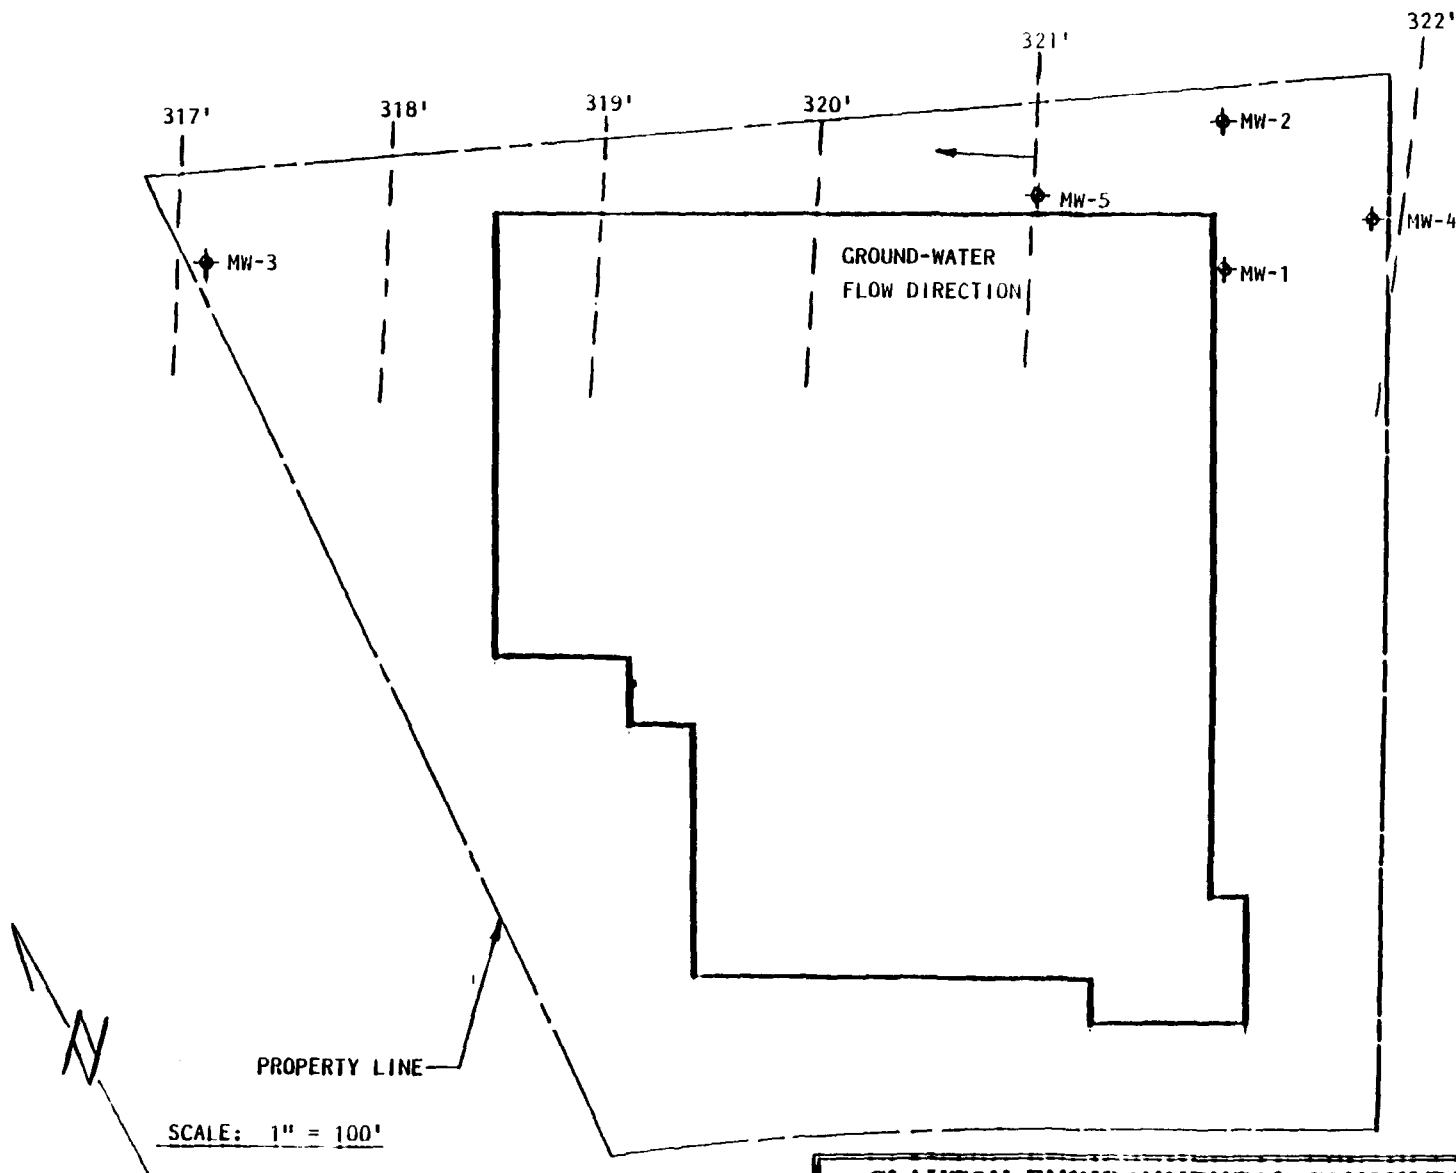 322'
321'
317'
318'
319'
320'
MW-2
MW-5
MW-4
MW-3
GROUND-WATER
FLOW DIRECTION
MW-1
N
PROPERTY LINE
SCALE: 1" = 100'